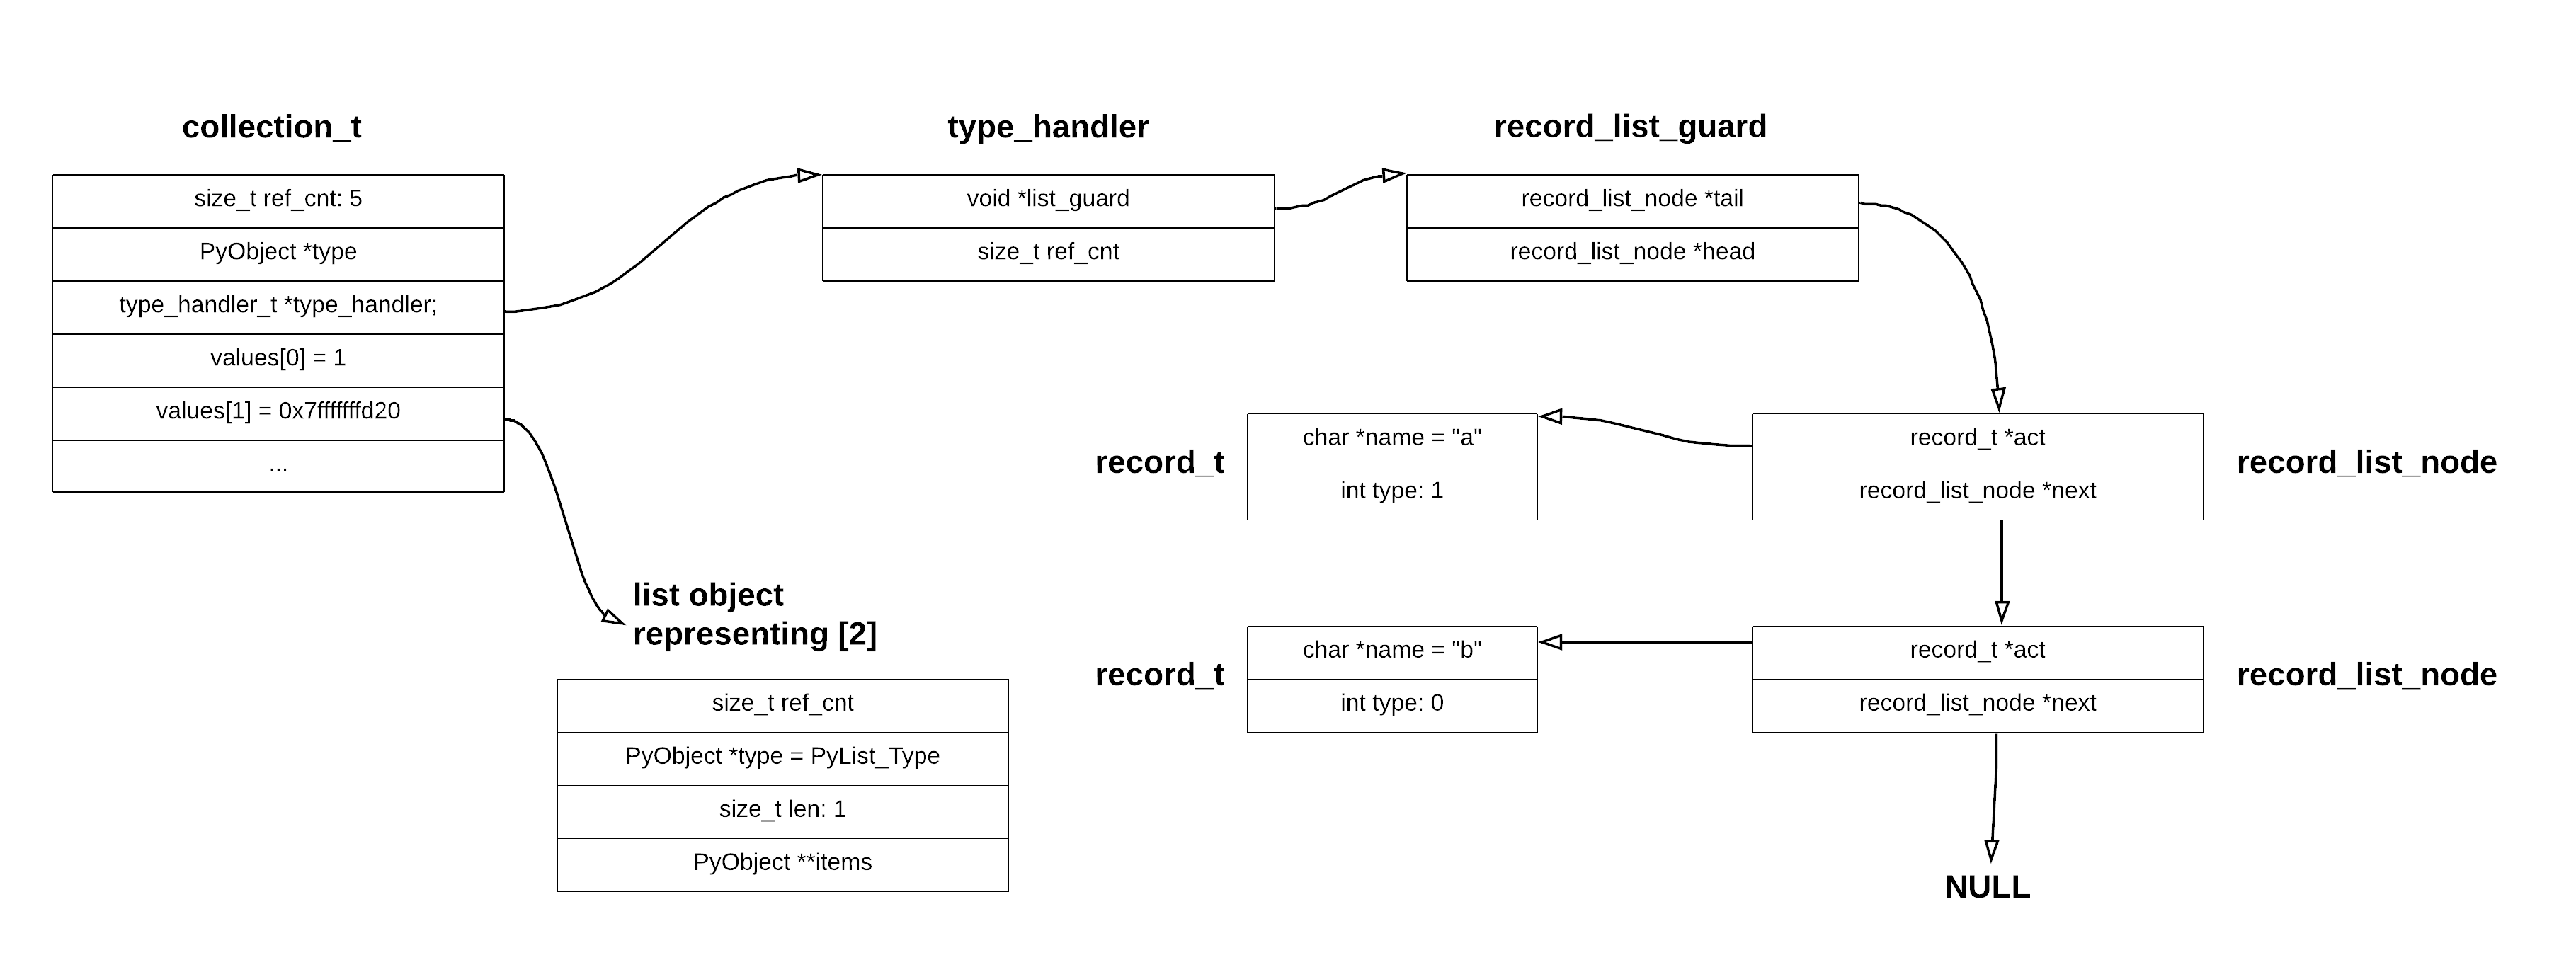 collection_t
size_t ref_cnt: 5
PyObject *type
type_handler_t *type_handler;
values[0] = 1
values[1] = 0x7fffffffd20
...
type_handler
void *list_guard
size_t ref_cnt
record_list_guard
record_list_node *tail
record_list_node *head
record_t
char *name = "a"
int type: 1
record_t *act
record_list_node *next
record_list_node
list object
representing [2]
size_t ref_cnt
PyObject *type = PyList_Type
size_t len: 1
PyObject **items
record_t
char *name = "b"
int type: 0
record_t *act
record_list_node *next
record_list_node
NULL